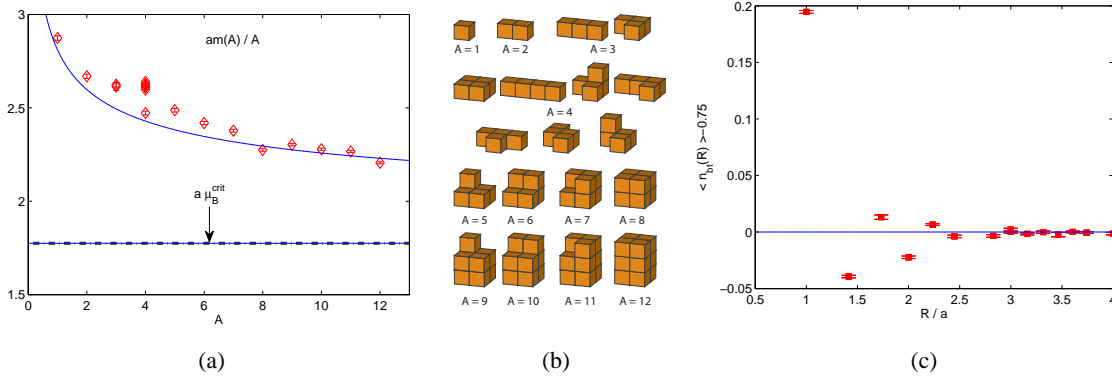 3
2.5
2
1.5
0 2 4 6 8 10 12
A
am(A) / A
a μ_B^crit
(a)
A = 1 A = 2 A = 3
A = 4
A = 5 A = 6 A = 7 A = 8
A = 9 A = 10 A = 11 A = 12
(b)
0.2
0.15
0.1
0.05
0
−0.05
0.5 1 1.5 2 2.5 3 3.5 4
R / a
< n_bt(R) >−0.75
(c)